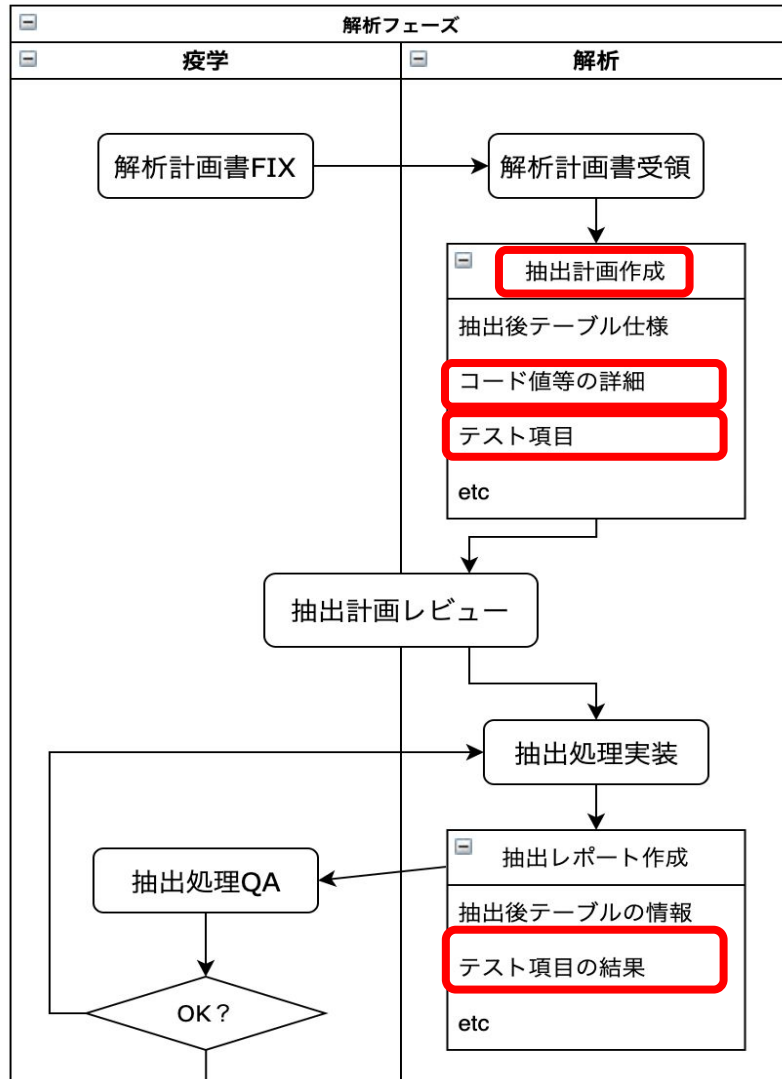 解析フェーズ
疫学
解析
解析計画書FIX
解析計画書受領
抽出計画作成
抽出後テーブル仕様
コード値等の詳細
テスト項目
etc
抽出計画レビュー
抽出処理実装
抽出レポート作成
抽出処理QA
抽出後テーブルの情報
テスト項目の結果
OK？
etc